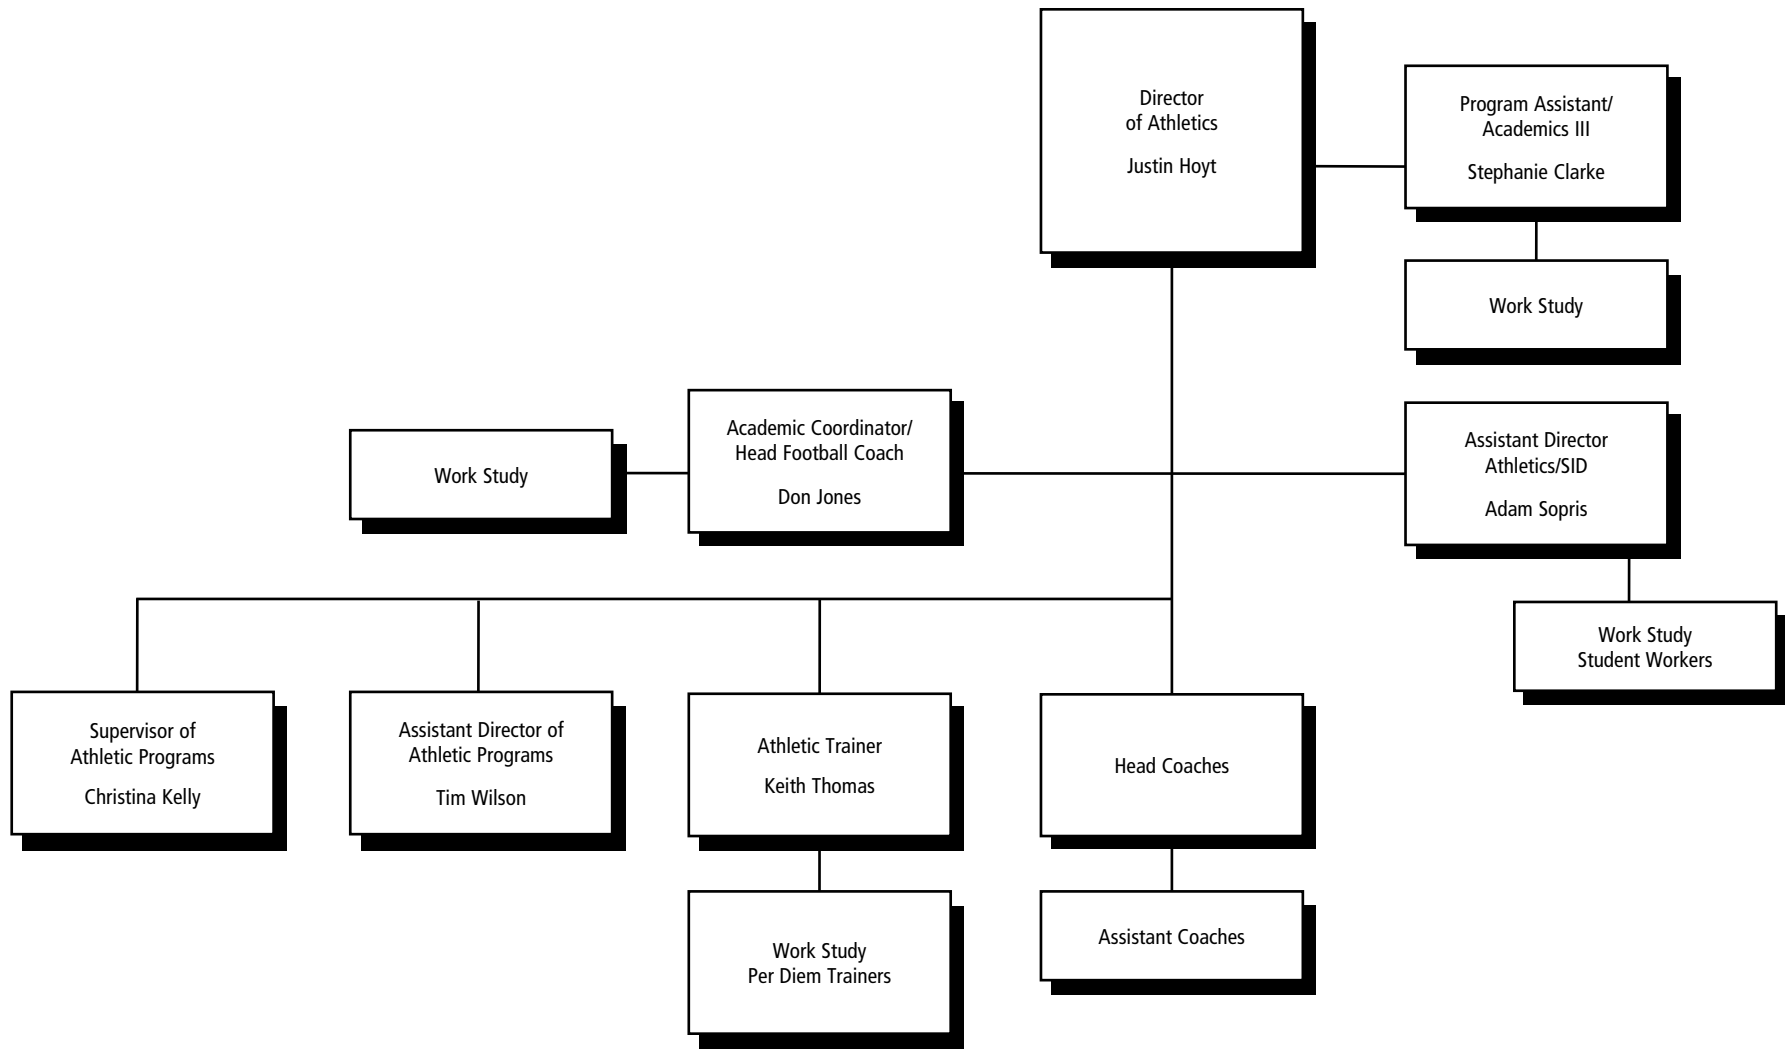 Director
of Athletics
Justin Hoyt
Program Assistant/
Academics III
Stephanie Clarke
Work Study
Academic Coordinator/
Head Football Coach
Don Jones
Work Study
Assistant Director
Athletics/SID
Adam Sopris
Work Study
Student Workers
Supervisor of
Athletic Programs
Christina Kelly
Assistant Director of
Athletic Programs
Tim Wilson
Athletic Trainer
Keith Thomas
Head Coaches
Work Study
Per Diem Trainers
Assistant Coaches